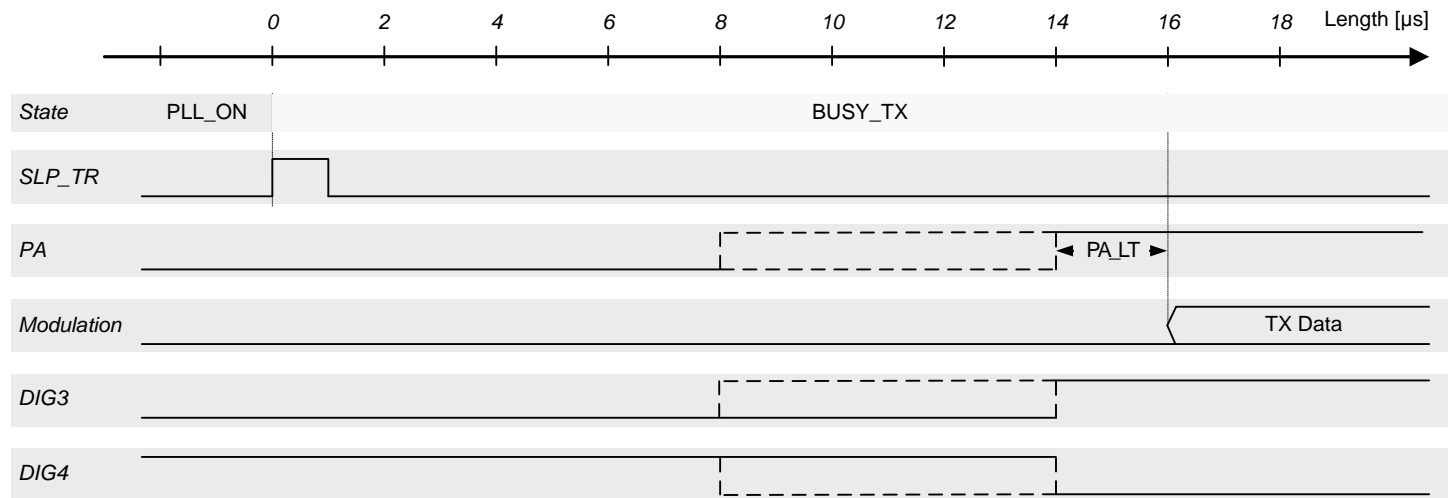 0 2 4 6 8 10 12 14 16 18 Length [µs]
State PLL_ON BUSY_TX
SLP_TR
PA PA_LT
Modulation TX Data
DIG3
DIG4